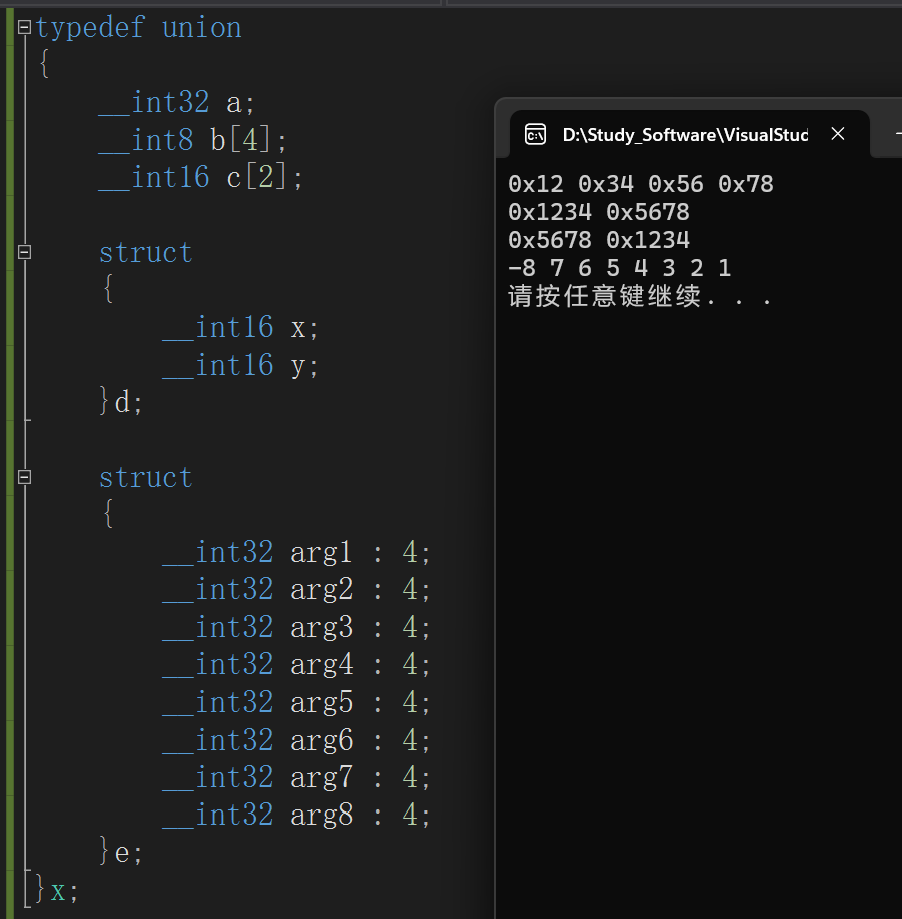 typedef union
{
__int32 a;
__int8 b[4];
__int16 c[2];
struct
{
__int16 x;
__int16 y;
}d;
struct
{
__int32 arg1 : 4;
__int32 arg2 : 4;
__int32 arg3 : 4;
__int32 arg4 : 4;
__int32 arg5 : 4;
__int32 arg6 : 4;
__int32 arg7 : 4;
__int32 arg8 : 4;
}e;
}x;
D:\Study_Software\VisualStud
0x12 0x34 0x56 0x78
0x1234 0x5678
0x5678 0x1234
-8 7 6 5 4 3 2 1
请按任意键继续. . .